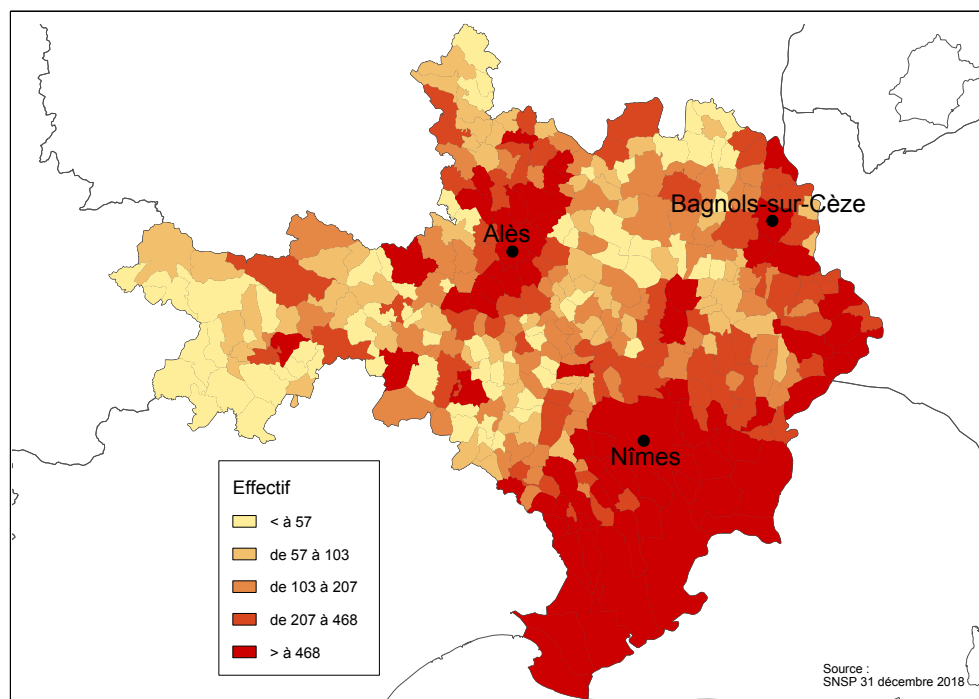 Bagnols-sur-Cèze
Alès
Nîmes
Effectif
< à 57
de 57 à 103
de 103 à 207
de 207 à 468
> à 468
Source :
SNSP 31 décembre 2018